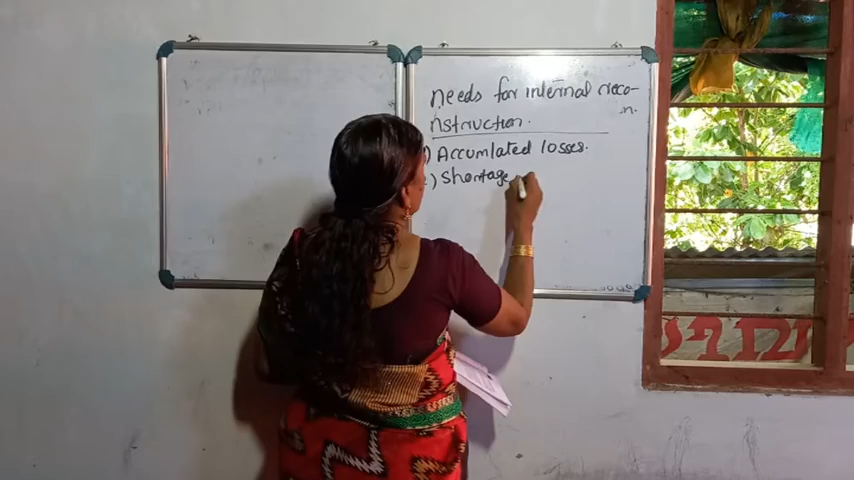 needs for internal reco-
nstruction.
) Accumlated losses.
) Shortage